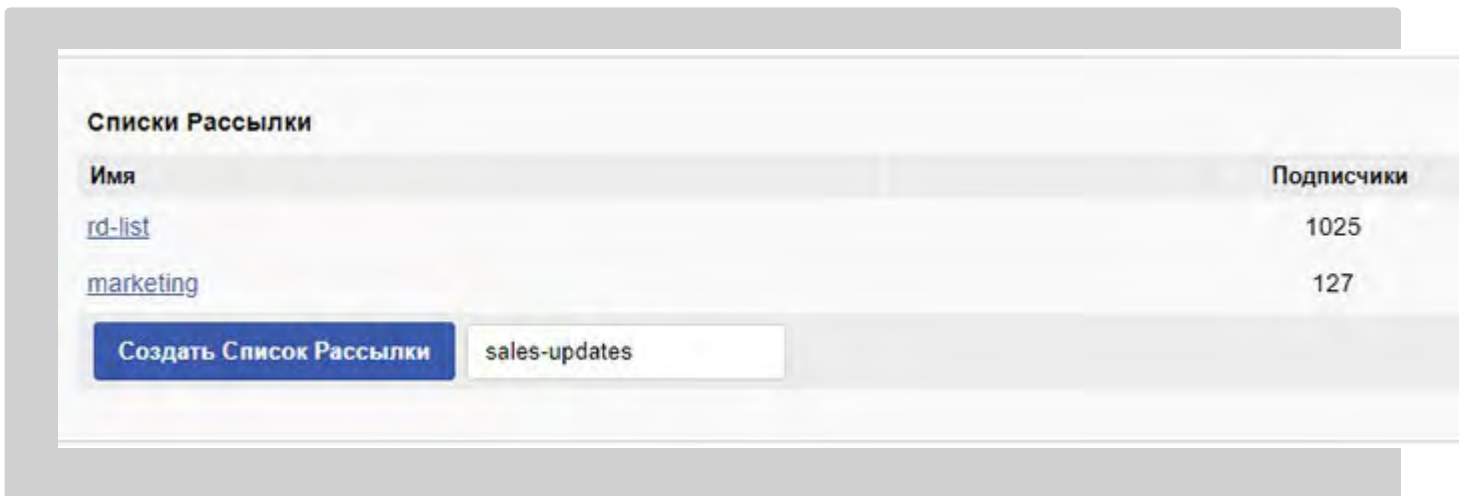 Списки Рассылки
Имя Подписчики
rd-list 1025
marketing 127
Создать Список Рассылки sales-updates